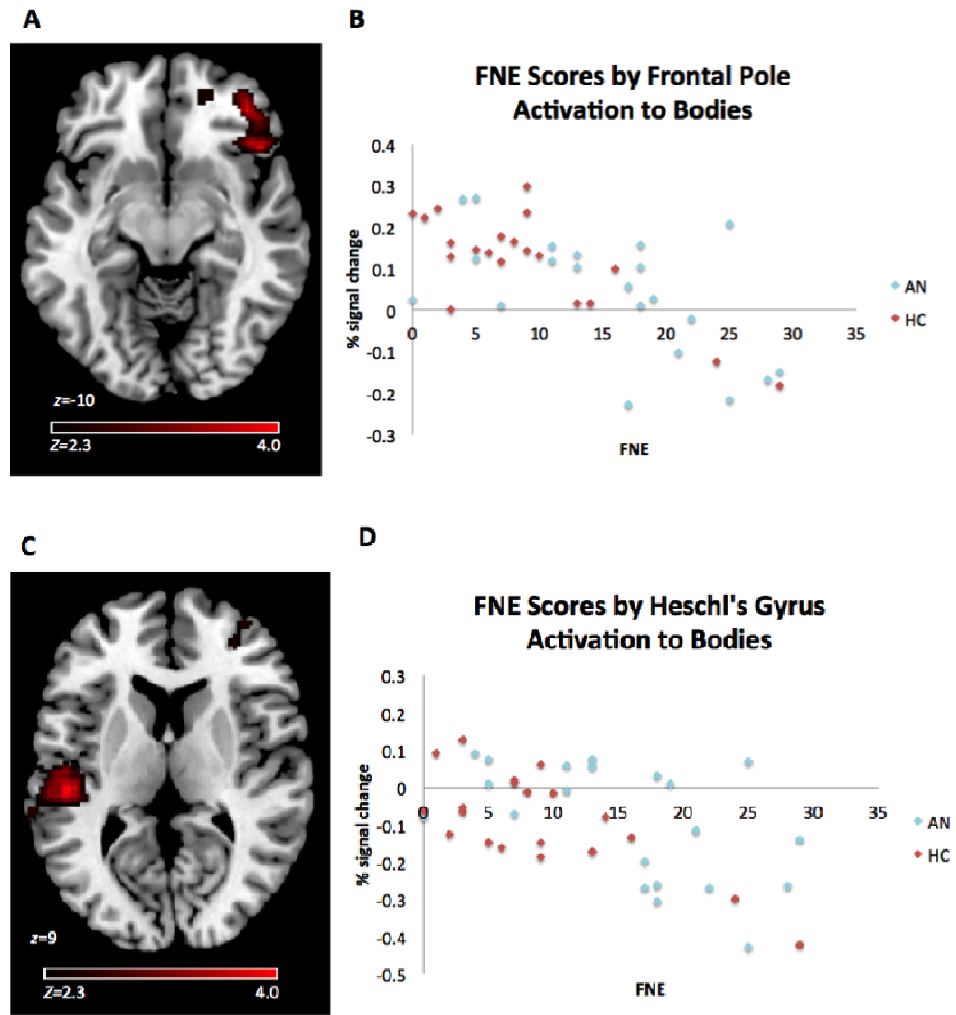 A
z=-10
Z=2.3 4.0
B
FNE Scores by Frontal Pole
Activation to Bodies
% signal change
0.4
0.3
0.2
0.1
0
-0.1
-0.2
-0.3
0 5 10 15 20 25 30 35
FNE
AN
HC
C
z=9
Z=2.3 4.0
D
FNE Scores by Heschl's Gyrus
Activation to Bodies
% signal change
0.3
0.2
0.1
0
-0.1
-0.2
-0.3
-0.4
-0.5
0 5 10 15 20 25 30 35
FNE
AN
HC